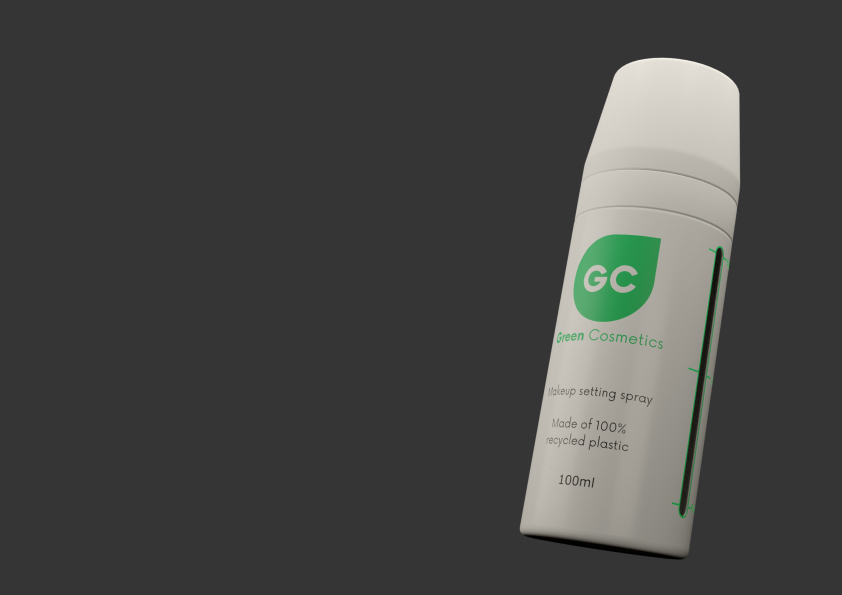 GC
Green Cosmetics
Makeup setting spray
Made of 100%
recycled plastic
100ml